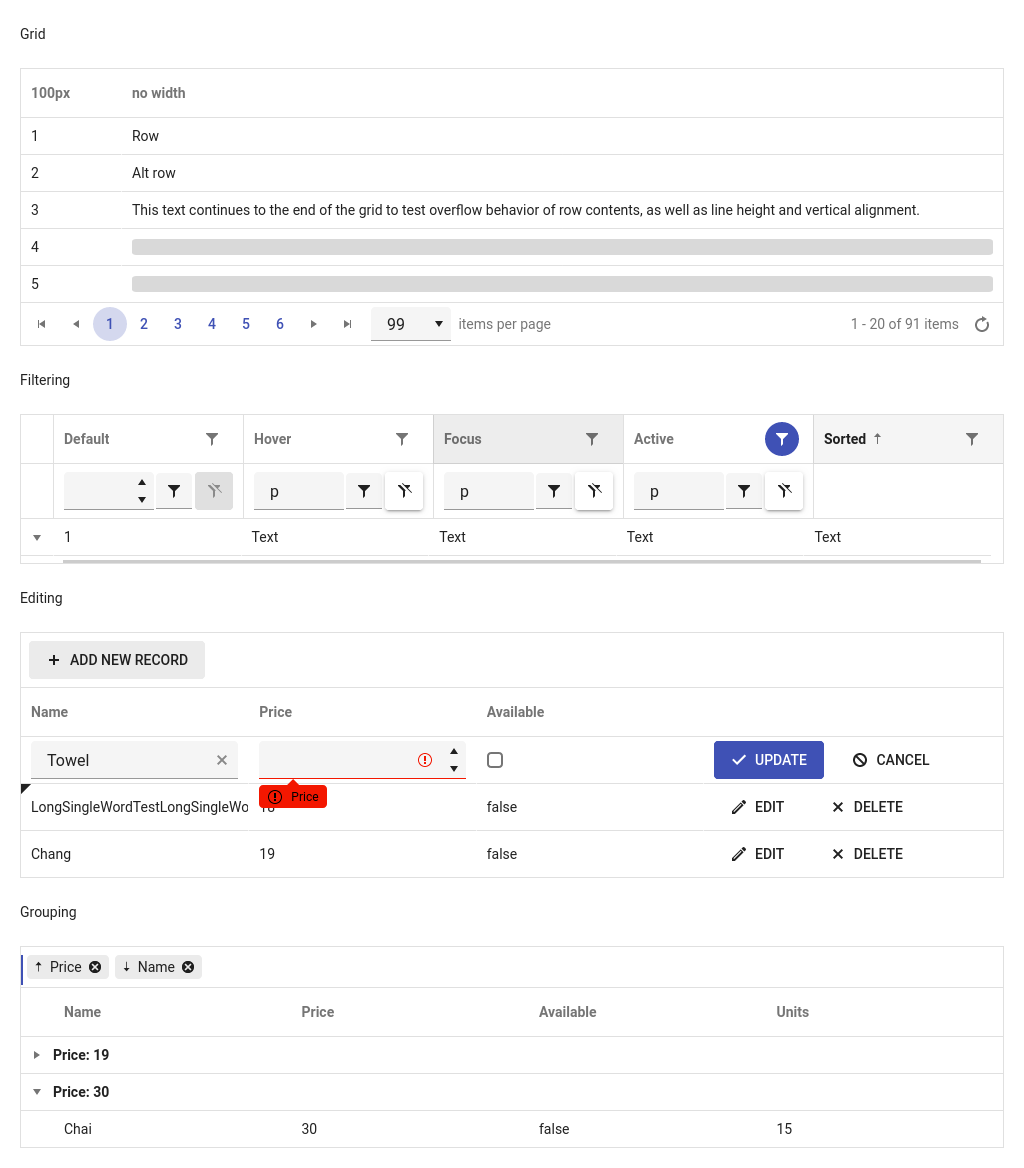 Grid
100px no width
1 Row
2 Alt row
3 This text continues to the end of the grid to test overflow behavior of row contents, as well as line height and vertical alignment.
4
5
1 2 3 4 5 6 99 items per page 1 - 20 of 91 items
Filtering
Default Hover Focus Active Sorted ↑
p p p
1 Text Text Text Text
Editing
+ ADD NEW RECORD
Name Price Available
Towel UPDATE CANCEL
Price
LongSingleWordTestLongSingleWo false EDIT DELETE
Chang 19 false EDIT DELETE
Grouping
↑ Price ↓ Name
Name Price Available Units
Price: 19
Price: 30
Chai 30 false 15